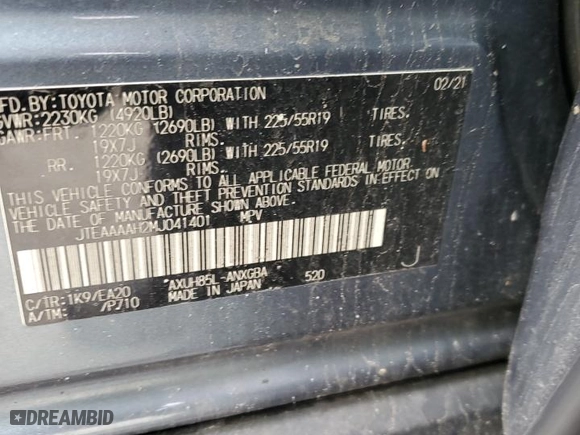 MFD. BY: TOYOTA MOTOR CORPORATION 02/21
GVWR: 2230KG (4920LB)
GAWR: FRT. 1220KG (2690LB) WITH 225/55R19 TIRES,
19X7J RIMS.
RR. 1220KG (2690LB) WITH 225/55R19 TIRES,
19X7J RIMS.
THIS VEHICLE CONFORMS TO ALL APPLICABLE FEDERAL MOTOR
VEHICLE SAFETY AND THEFT PREVENTION STANDARDS IN EFFECT ON
THE DATE OF MANUFACTURE SHOWN ABOVE.
JTEAAAAH2MJ041401 MPV
AXUH85L-ANXGBA 520
C/TR: 1K9/EA20 MADE IN JAPAN J
A/TM: /P710
DREAMBID